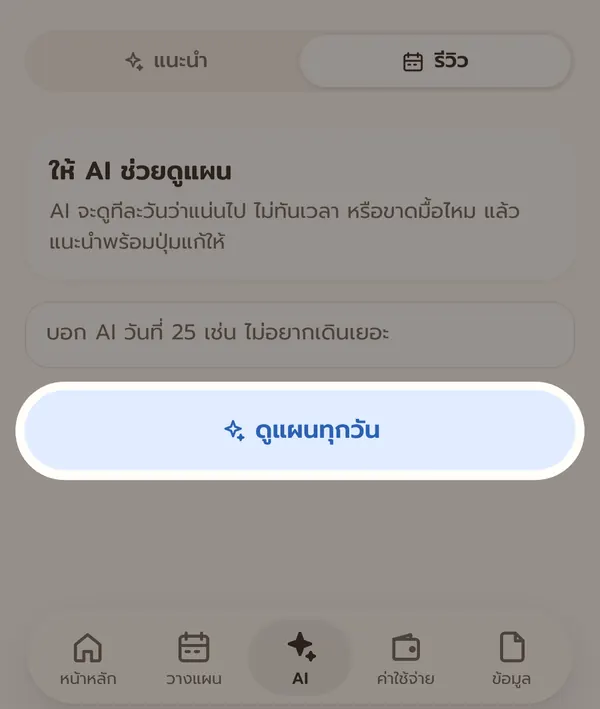 แนะนำ
รีวิว
ให้ AI ช่วยดูแผน
AI จะดูทีละวันว่าแน่นไป ไม่ทันเวลา หรือขาดมื้อไหม แล้ว
แนะนำพร้อมปุ่มแก้ให้
บอก AI วันที่ 25 เช่น ไม่อยากเดินเยอะ
ดูแผนทุกวัน
หน้าหลัก
วางแผน
AI
ค่าใช้จ่าย
ข้อมูล